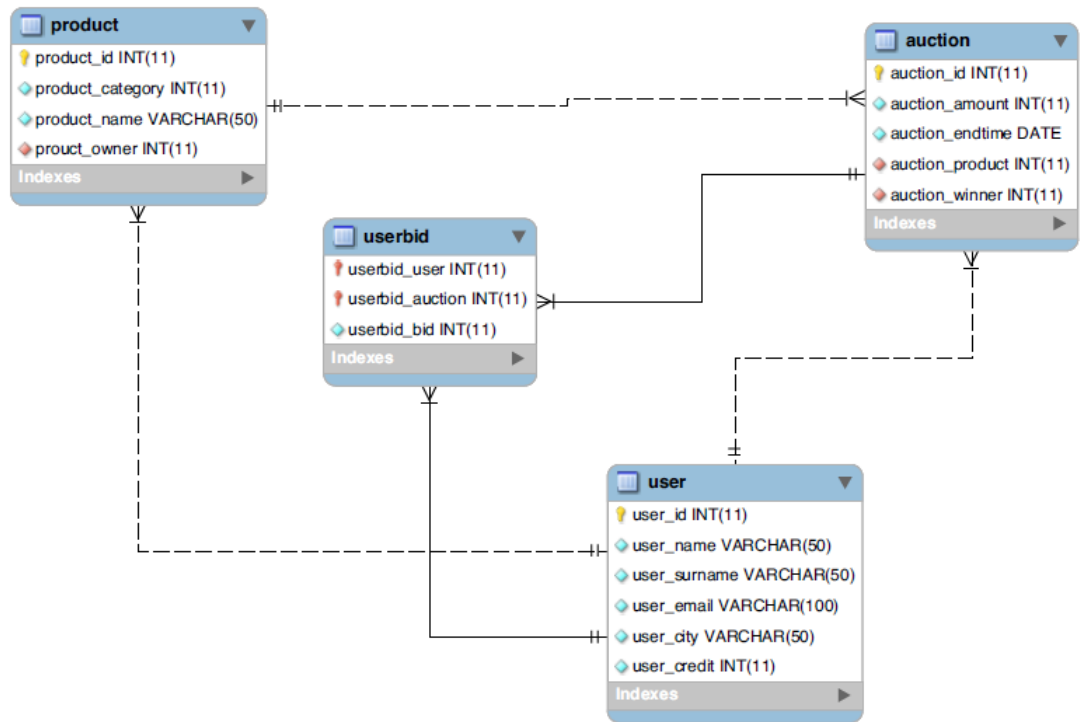 product
product_id INT(11)
product_category INT(11)
product_name VARCHAR(50)
prouct_owner INT(11)
Indexes
auction
auction_id INT(11)
auction_amount INT(11)
auction_endtime DATE
auction_product INT(11)
auction_winner INT(11)
Indexes
userbid
userbid_user INT(11)
userbid_auction INT(11)
userbid_bid INT(11)
Indexes
user
user_id INT(11)
user_name VARCHAR(50)
user_surname VARCHAR(50)
user_email VARCHAR(100)
user_city VARCHAR(50)
user_credit INT(11)
Indexes